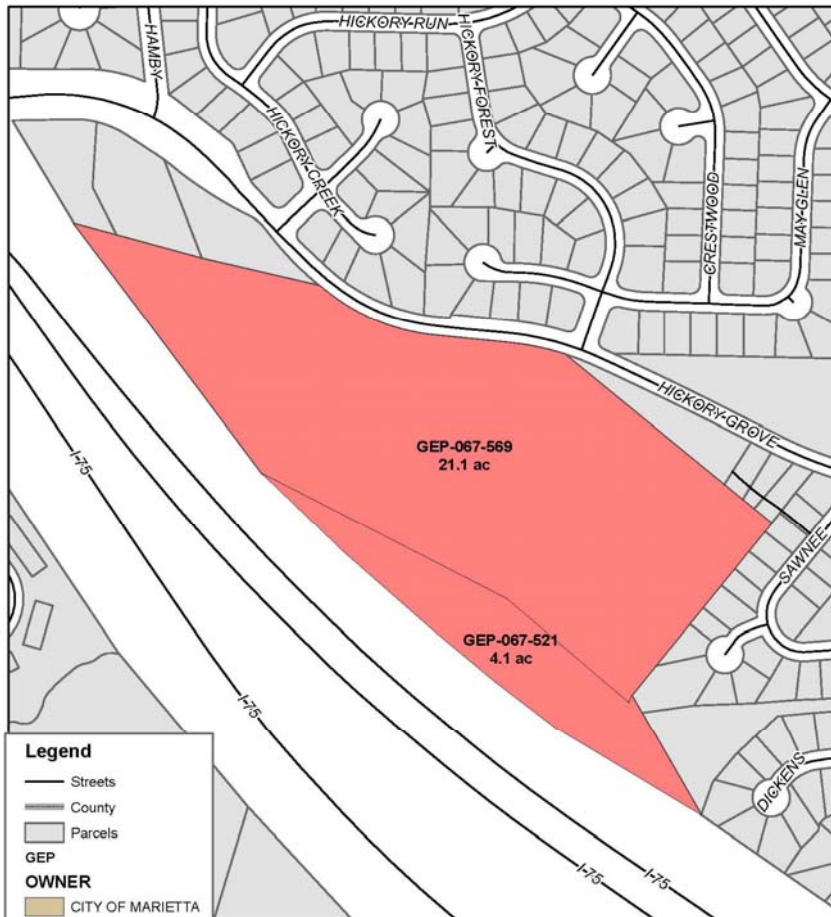 HAMBY
HICKORY RUN
HICKORY FOREST
HICKORY CREEK
CRESTWOOD
MAY GLEN
HICKORY GROVE
GEP-067-569
21.1 ac
I-75
SAWNEE
GEP-067-521
4.1 ac
I-75
DICKENS
I-75
I-75
Legend
Streets
County
Parcels
GEP
OWNER
CITY OF MARIETTA